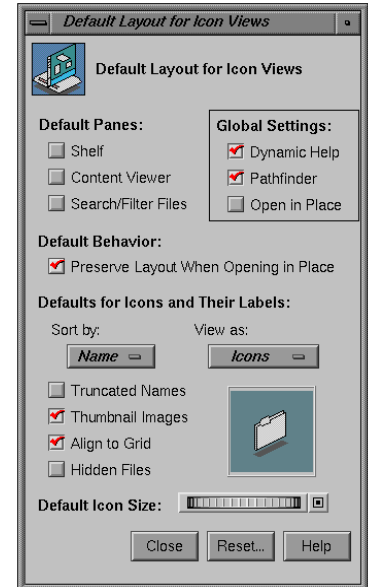 Default Layout for Icon Views
Default Layout for Icon Views
Default Panes:
Shelf
Content Viewer
Search/Filter Files
Global Settings:
Dynamic Help
Pathfinder
Open in Place
Default Behavior:
Preserve Layout When Opening in Place
Defaults for Icons and Their Labels:
Sort by: View as:
Name Icons
Truncated Names
Thumbnail Images
Align to Grid
Hidden Files
Default Icon Size:
Close Reset... Help